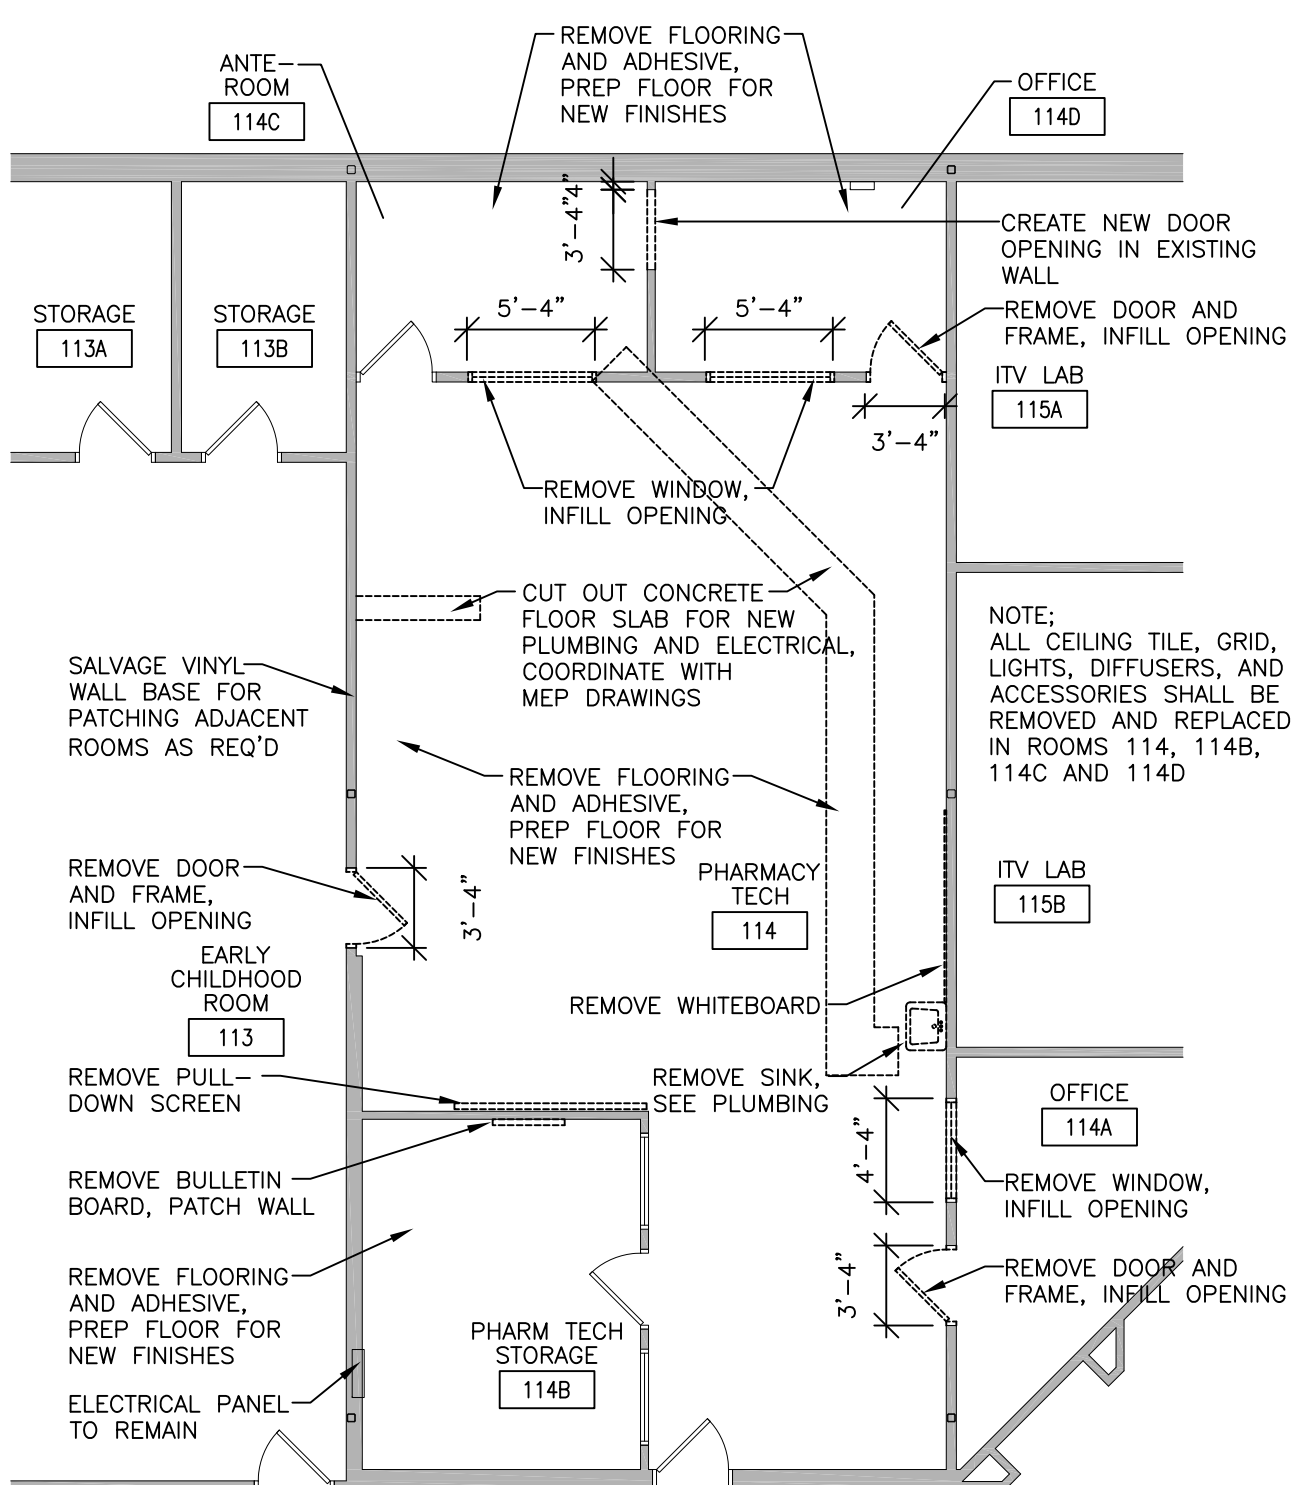 REMOVE FLOORING
AND ADHESIVE,
PREP FLOOR FOR
NEW FINISHES
ANTE-
ROOM
114C
OFFICE
114D
3'-4"
4"
CREATE NEW DOOR
OPENING IN EXISTING
WALL
STORAGE
113A
STORAGE
113B
5'-4"
5'-4"
REMOVE DOOR AND
FRAME, INFILL OPENING
ITV LAB
115A
3'-4"
REMOVE WINDOW,
INFILL OPENING
CUT OUT CONCRETE
FLOOR SLAB FOR NEW
PLUMBING AND ELECTRICAL,
COORDINATE WITH
MEP DRAWINGS
NOTE;
ALL CEILING TILE, GRID,
LIGHTS, DIFFUSERS, AND
ACCESSORIES SHALL BE
REMOVED AND REPLACED
IN ROOMS 114, 114B,
114C AND 114D
SALVAGE VINYL
WALL BASE FOR
PATCHING ADJACENT
ROOMS AS REQ'D
REMOVE FLOORING
AND ADHESIVE,
PREP FLOOR FOR
NEW FINISHES
REMOVE DOOR
AND FRAME,
INFILL OPENING
3'-4"
PHARMACY
TECH
114
ITV LAB
115B
EARLY
CHILDHOOD
ROOM
113
REMOVE WHITEBOARD
REMOVE PULL-
DOWN SCREEN
REMOVE SINK,
SEE PLUMBING
OFFICE
114A
4'-4"
REMOVE BULLETIN
BOARD, PATCH WALL
REMOVE WINDOW,
INFILL OPENING
REMOVE FLOORING
AND ADHESIVE,
PREP FLOOR FOR
NEW FINISHES
3'-4"
REMOVE DOOR AND
FRAME, INFILL OPENING
PHARM TECH
STORAGE
114B
ELECTRICAL PANEL
TO REMAIN